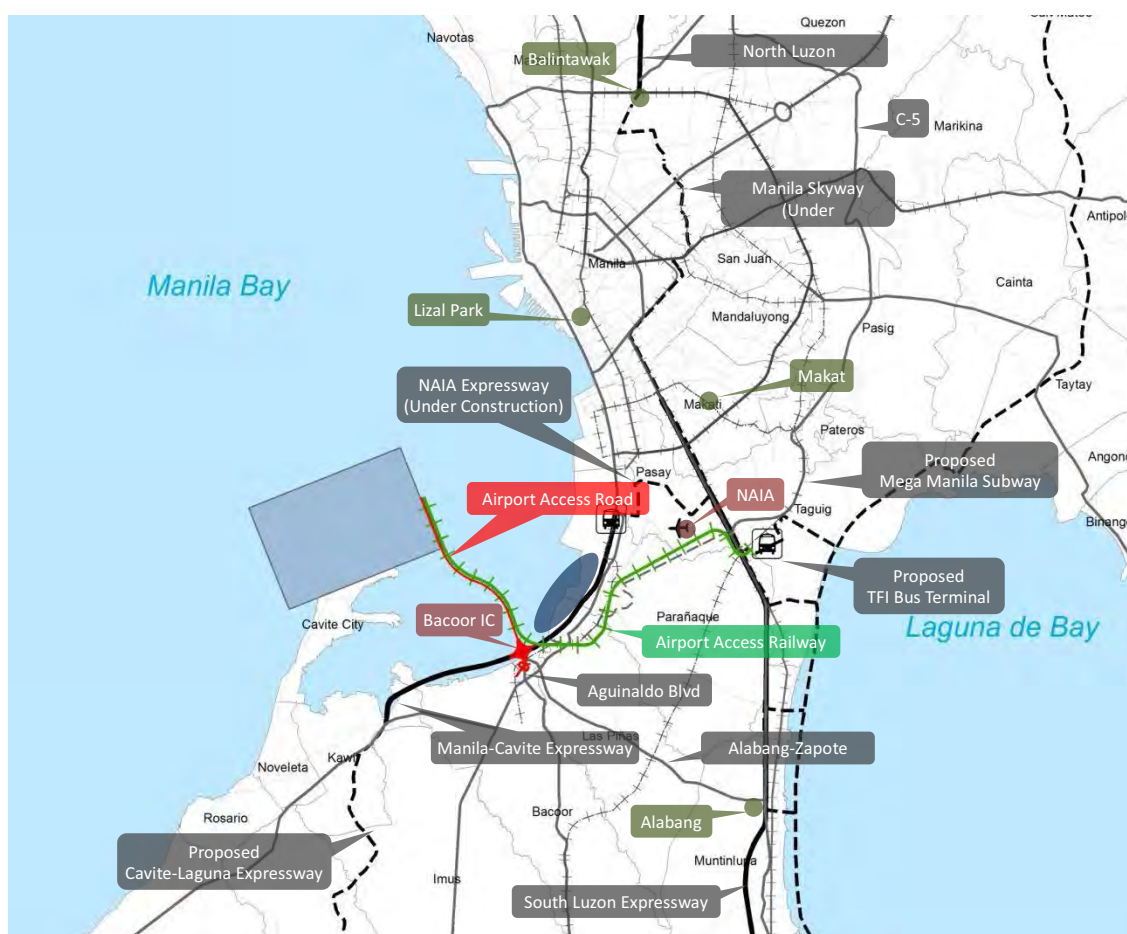 Quezon
Navotas
Balintawak
North Luzon
C-5
Marikina
Manila Skyway
(Under
Antipol
San Juan
Manila
Manila Bay
Cainta
Lizal Park
Mandaluyong
Pasig
Makat
NAIA Expressway
(Under Construction)
Taytay
Makati
Pateros
Proposed
Mega Manila Subway
Angono
Pasay
Airport Access Road
NAIA
Taguig
Binango
Proposed
TFI Bus Terminal
Cavite City
Bacoor IC
Parañaque
Airport Access Railway
Laguna de Bay
Aguinaldo Blvd
Las Piñas
Manila-Cavite Expressway
Alabang-Zapote
Kawit
Noveleta
Rosario
Bacoor
Alabang
Proposed
Cavite-Laguna Expressway
Muntinlupa
Imus
South Luzon Expressway